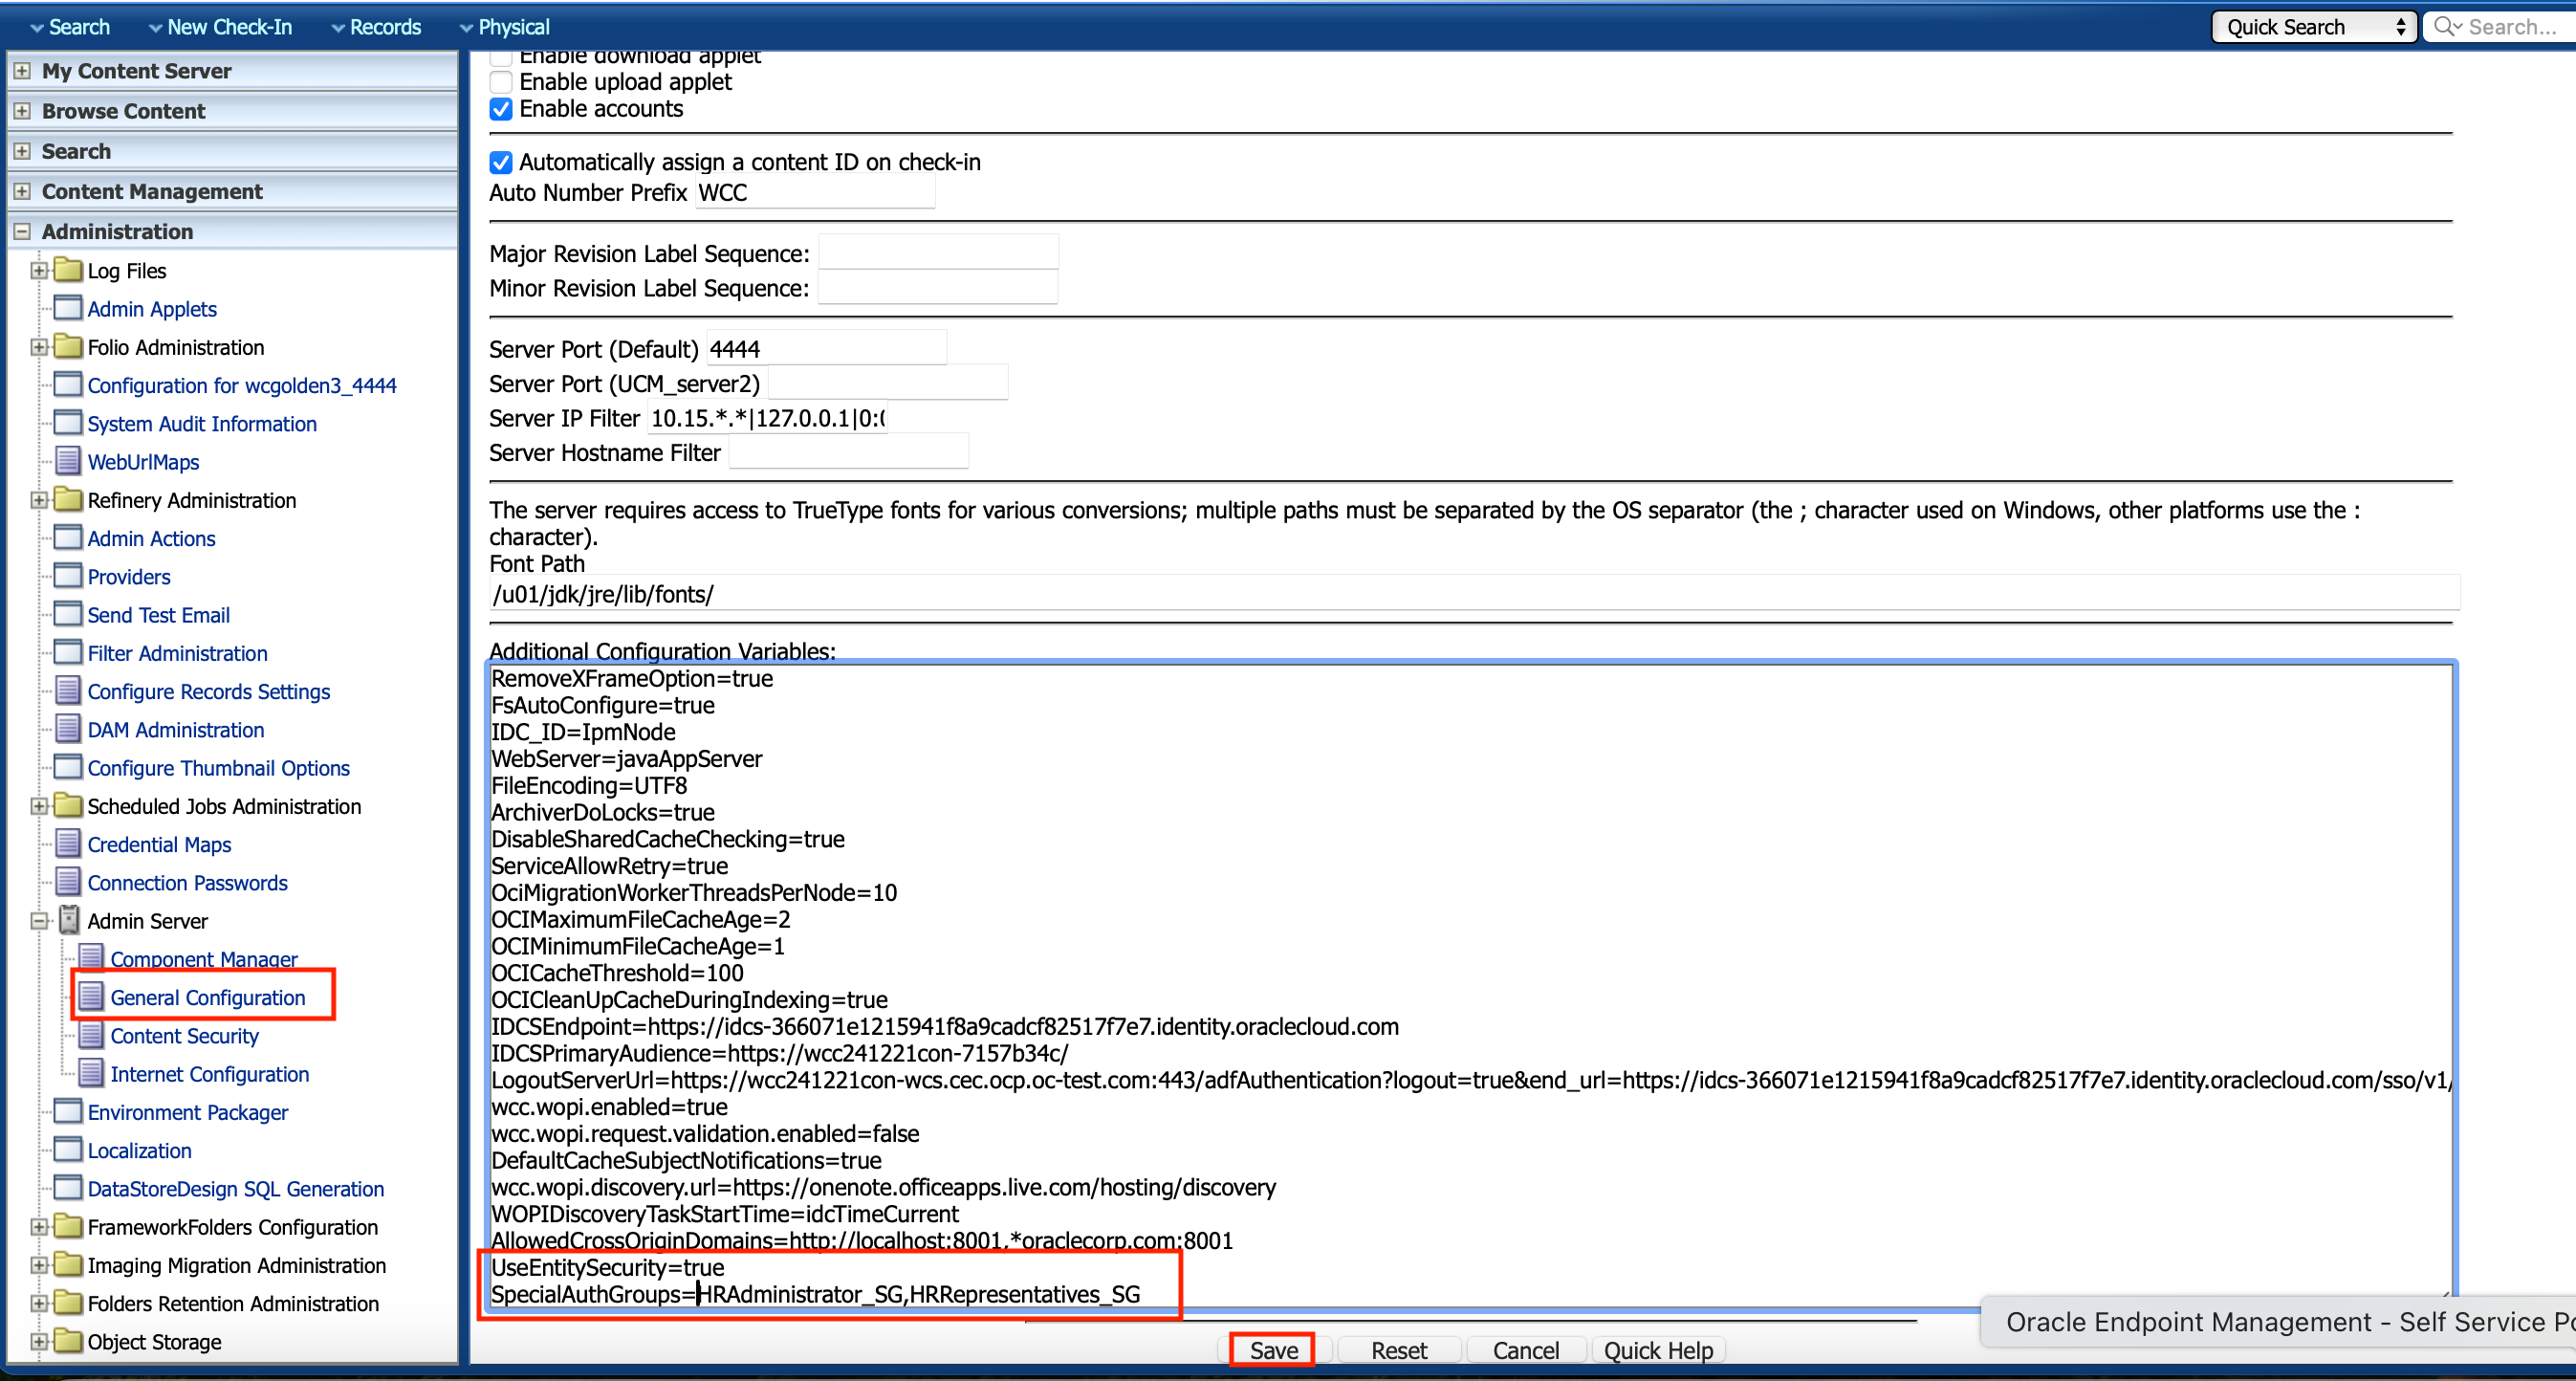 Search
New Check-In
Records
Physical
Quick Search
Search...
My Content Server
Browse Content
Search
Content Management
Administration
Log Files
Admin Applets
Folio Administration
Configuration for wcgolden3_4444
System Audit Information
WebUrlMaps
Refinery Administration
Admin Actions
Providers
Send Test Email
Filter Administration
Configure Records Settings
DAM Administration
Configure Thumbnail Options
Scheduled Jobs Administration
Credential Maps
Connection Passwords
Admin Server
Component Manager
General Configuration
Content Security
Internet Configuration
Environment Packager
Localization
DataStoreDesign SQL Generation
FrameworkFolders Configuration
Imaging Migration Administration
Folders Retention Administration
Object Storage
Enable download applet
Enable upload applet
Enable accounts
Automatically assign a content ID on check-in
Auto Number Prefix WCC
Major Revision Label Sequence:
Minor Revision Label Sequence:
Server Port (Default) 4444
Server Port (UCM_server2)
Server IP Filter 10.15.*.*|127.0.0.1|0:
Server Hostname Filter
The server requires access to TrueType fonts for various conversions; multiple paths must be separated by the OS separator (the ; character used on Windows, other platforms use the :
character).
Font Path
/u01/jdk/jre/lib/fonts/
Additional Configuration Variables:
RemoveXFrameOption=true
FsAutoConfigure=true
IDC_ID=IpmNode
WebServer=javaAppServer
FileEncoding=UTF8
ArchiverDoLocks=true
DisableSharedCacheChecking=true
ServiceAllowRetry=true
OciMigrationWorkerThreadsPerNode=10
OCIMaximumFileCacheAge=2
OCIMinimumFileCacheAge=1
OCICacheThreshold=100
OCICleanUpCacheDuringIndexing=true
IDCSEndpoint=https://idcs-366071e1215941f8a9cadcf82517f7e7.identity.oraclecloud.com
IDCSPrimaryAudience=https://wcc241221con-7157b34c/
LogoutServerUrl=https://wcc241221con-wcs.cec.ocp.oc-test.com:443/adfAuthentication?logout=true&end_url=https://idcs-366071e1215941f8a9cadcf82517f7e7.identity.oraclecloud.com/sso/v1/
wcc.wopi.enabled=true
wcc.wopi.request.validation.enabled=false
DefaultCacheSubjectNotifications=true
wcc.wopi.discovery.url=https://onenote.officeapps.live.com/hosting/discovery
WOPIDiscoveryTaskStartTime=idcTimeCurrent
AllowedCrossOriginDomains=http://localhost:8001,*oraclecorp.com:8001
UseEntitySecurity=true
SpecialAuthGroups=HRAdministrator_SG,HRRepresentatives_SG
Save
Reset
Cancel
Quick Help
Oracle Endpoint Management - Self Service